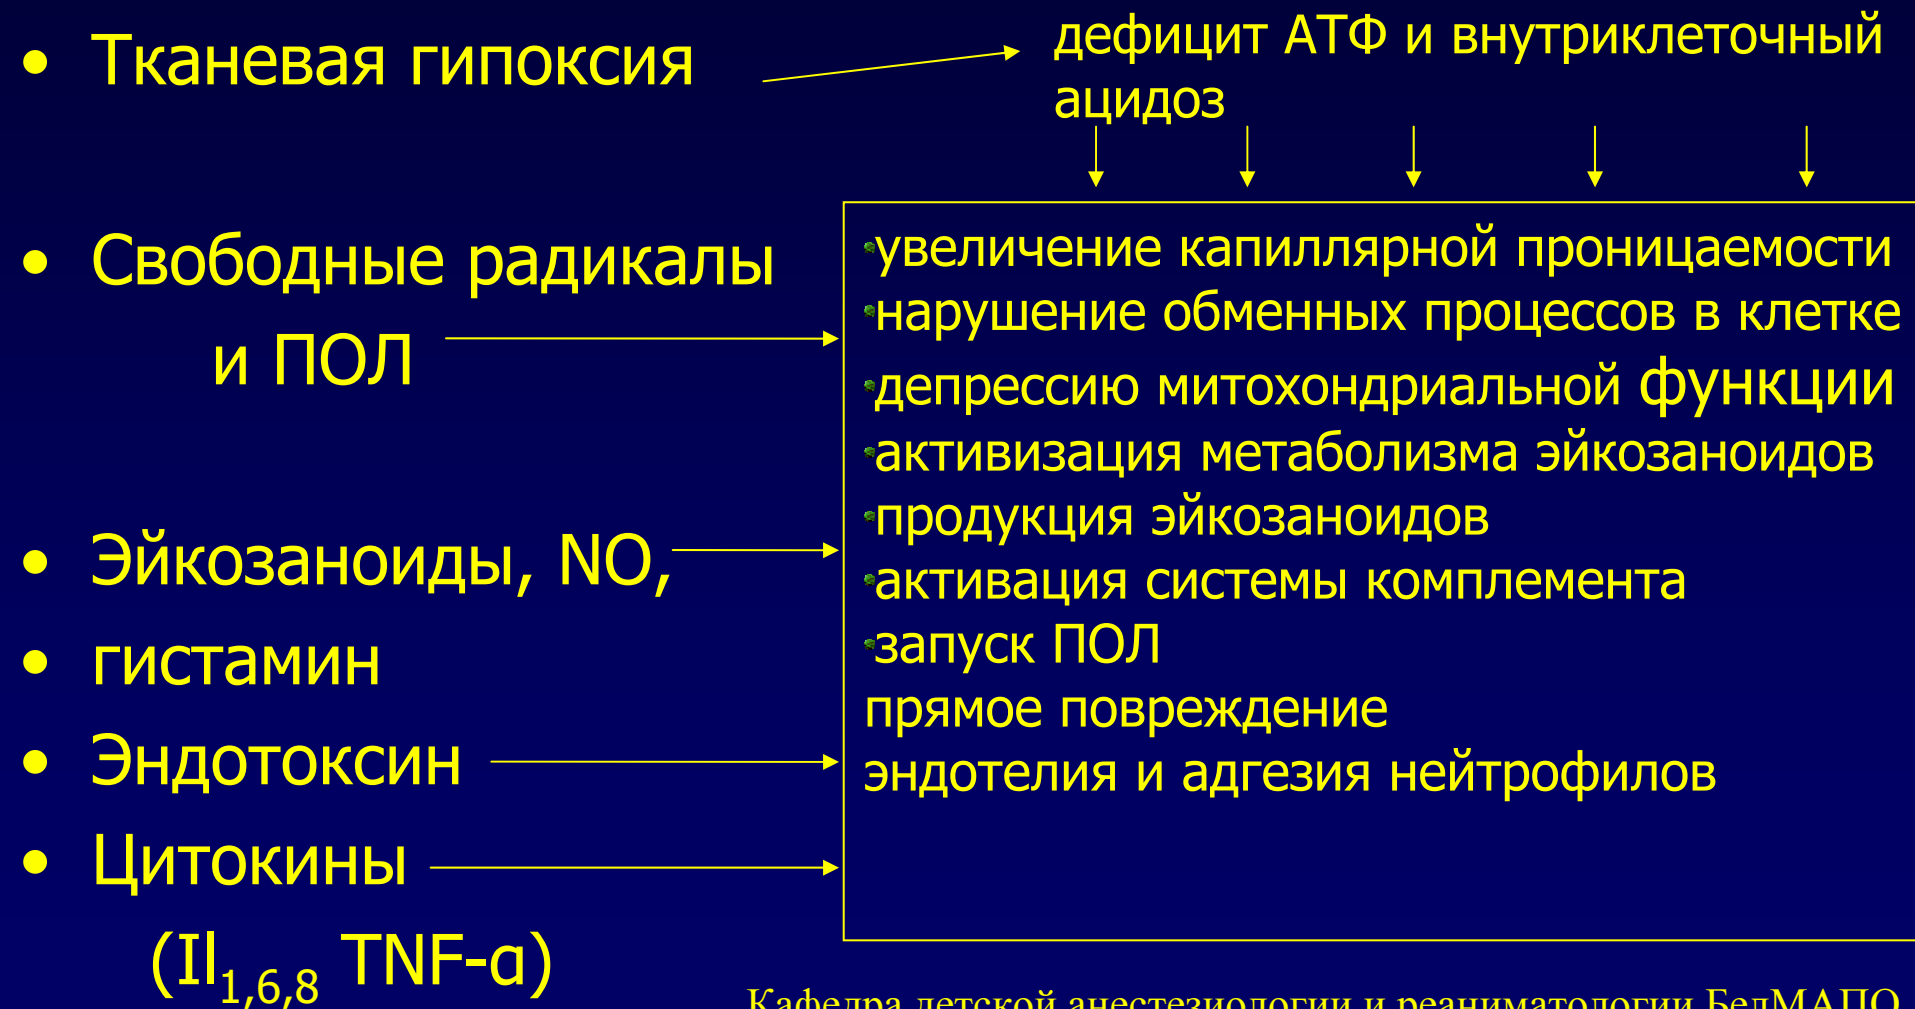 • Тканевая гипоксия
дефицит АТФ и внутриклеточный
ацидоз
• Свободные радикалы
и ПОЛ
• Эйкозаноиды, NO,
• гистамин
• Эндотоксин
• Цитокины
(Il1,6,8 TNF-α)
•увеличение капиллярной проницаемости
•нарушение обменных процессов в клетке
•депрессию митохондриальной функции
•активизация метаболизма эйкозаноидов
•продукция эйкозаноидов
•активация системы комплемента
•запуск ПОЛ
прямое повреждение
эндотелия и адгезия нейтрофилов
Кафедра детской анестезиологии и реаниматологии БелМАПО